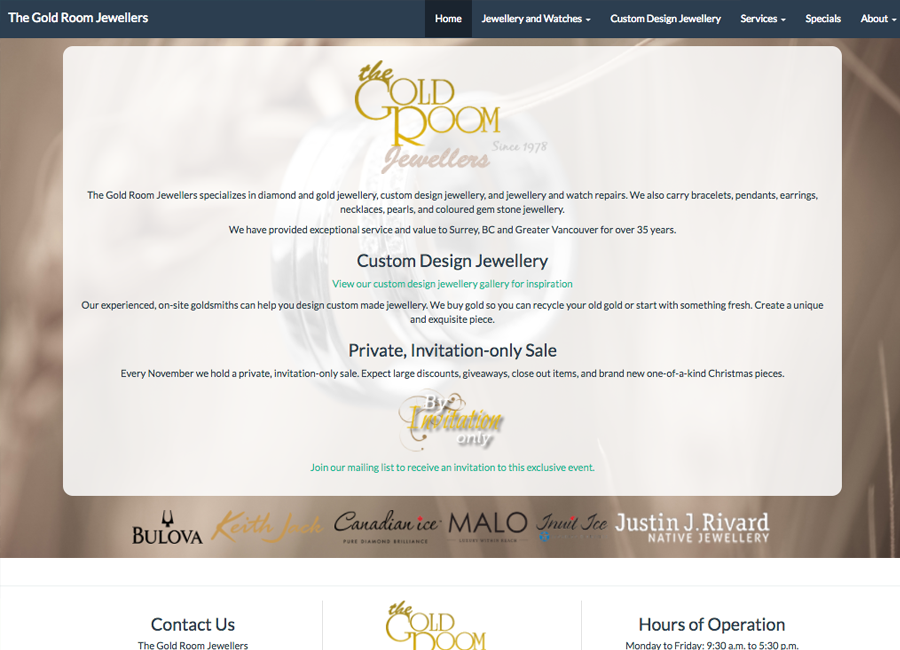 The Gold Room Jewellers
Home Jewellery and Watches Custom Design Jewellery Services Specials About
the
GOLD
ROOM
Since 1978
Jewellers
The Gold Room Jewellers specializes in diamond and gold jewellery, custom design jewellery, and jewellery and watch repairs. We also carry bracelets, pendants, earrings,
necklaces, pearls, and coloured gem stone jewellery.
We have provided exceptional service and value to Surrey, BC and Greater Vancouver for over 35 years.
Custom Design Jewellery
View our custom design jewellery gallery for inspiration
Our experienced, on-site goldsmiths can help you design custom made jewellery. We buy gold so you can recycle your old gold or start with something fresh. Create a unique
and exquisite piece.
Private, Invitation-only Sale
Every November we hold a private, invitation-only sale. Expect large discounts, giveaways, close out items, and brand new one-of-a-kind Christmas pieces.
By
Invitation
only
Join our mailing list to receive an invitation to this exclusive event.
BULOVA Keith Jack Canadian ice MALO Inuit Ice Justin J.Rivard
PURE DIAMOND BRILLIANCE NATIVE JEWELLERY
Contact Us
The Gold Room Jewellers
the
GOLD
ROOM
Hours of Operation
Monday to Friday: 9:30 a.m. to 5:30 p.m.